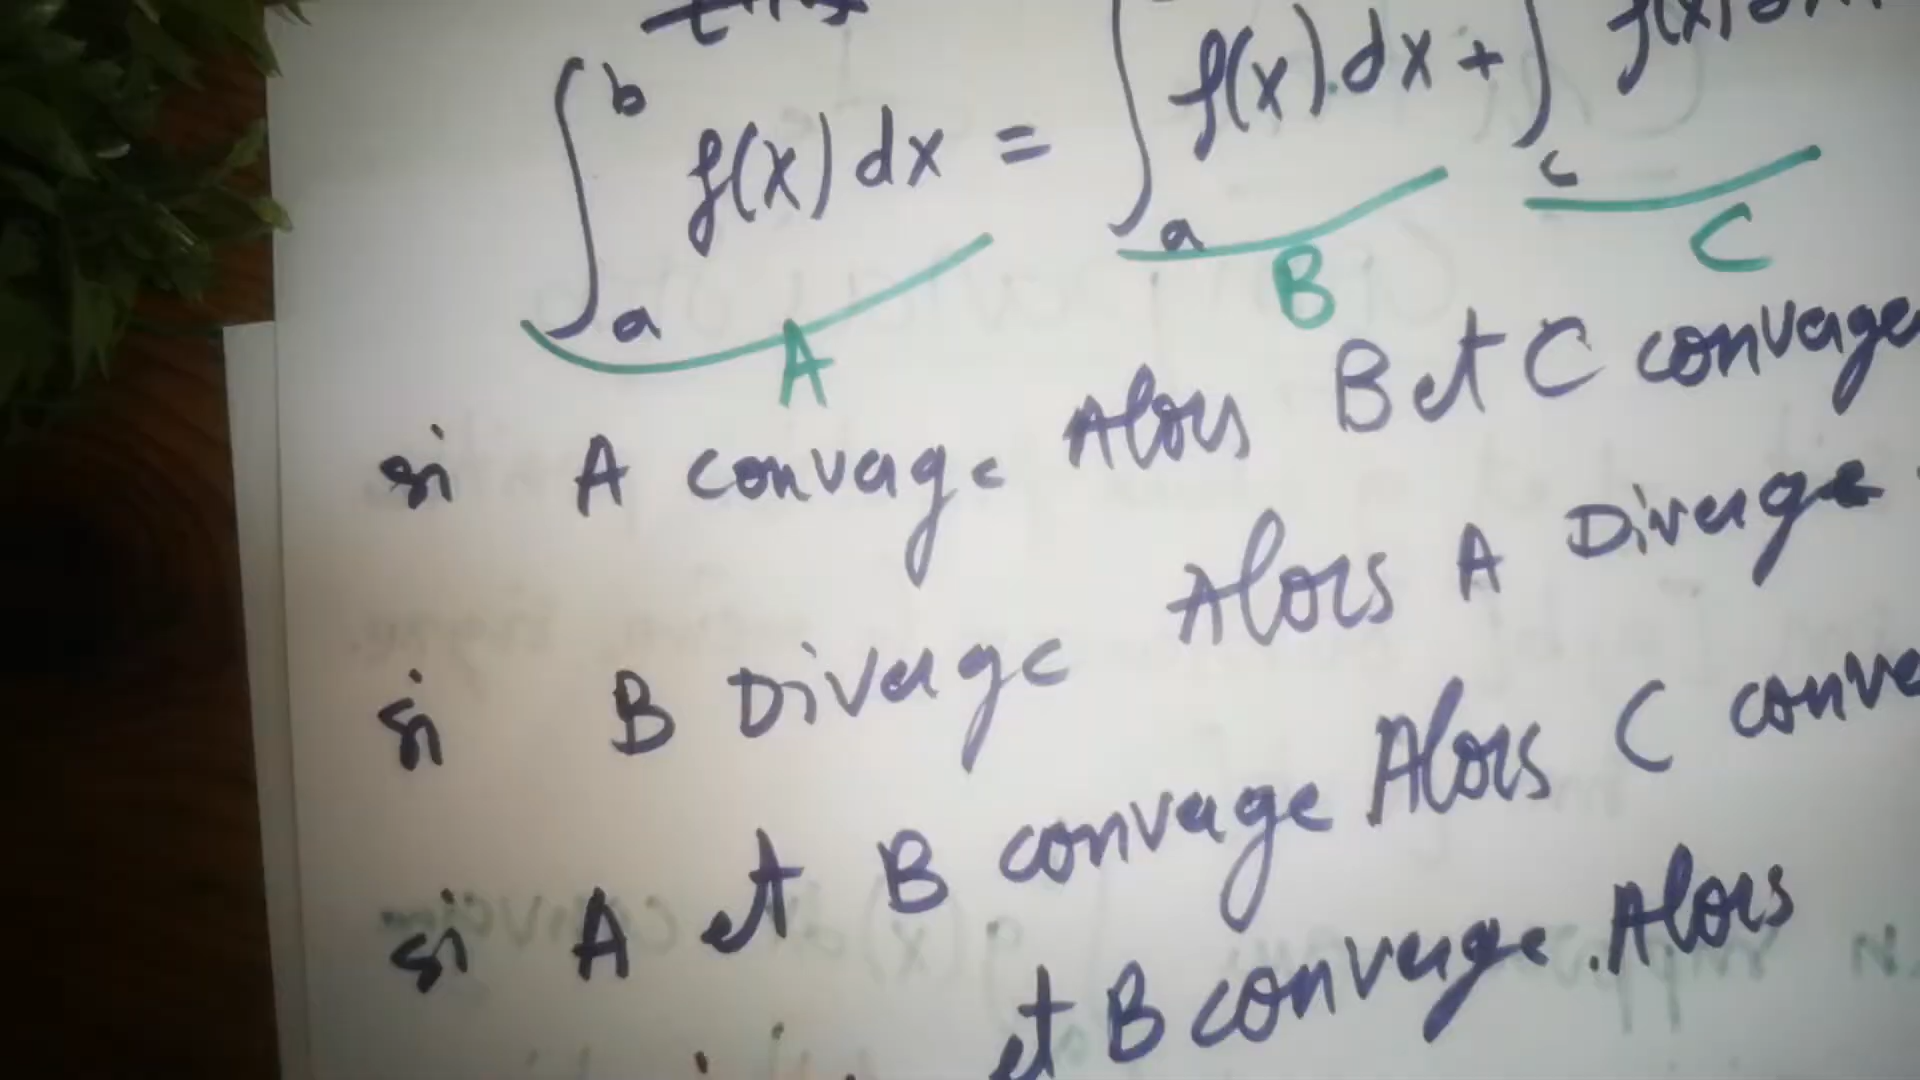 ∫_a^b f(x) dx = ∫_a f(x).dx + ∫_c f(x) dx
A B C
si A converge Alors B et C converge
si B Diverge Alors A Diverge
si A et B converge Alors C conve
et B converge. Alors